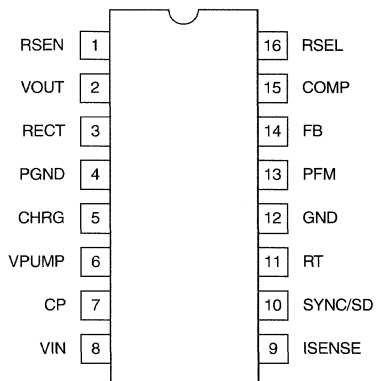 RSEN 1 16 RSEL
VOUT 2 15 COMP
RECT 3 14 FB
PGND 4 13 PFM
CHRG 5 12 GND
VPUMP 6 11 RT
CP 7 10 SYNC/SD
VIN 8 9 ISENSE